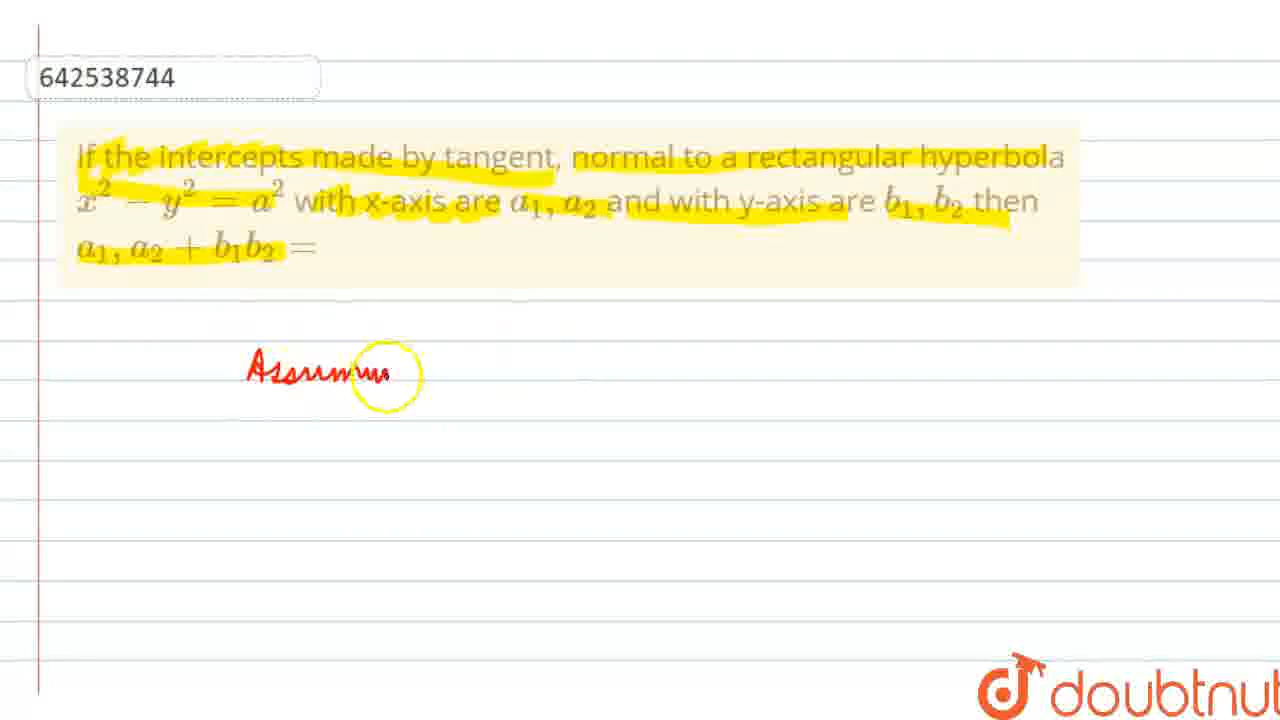 642538744
If the intercepts made by tangent, normal to a rectangular hyperbola
x² − y² = a² with x-axis are a₁, a₂ and with y-axis are b₁, b₂ then
a₁, a₂ + b₁b₂ =
doubtnut